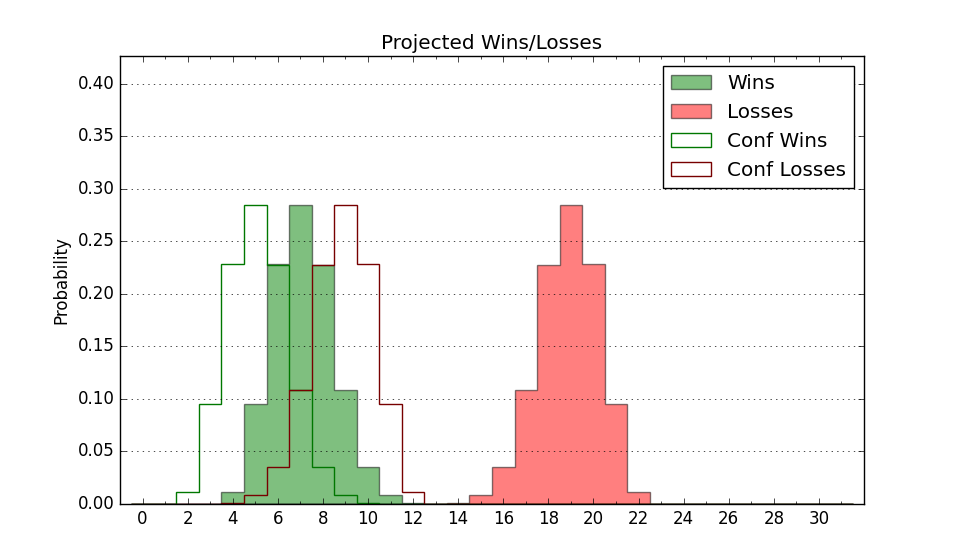 Projected Wins/Losses
Wins
Losses
Conf Wins
Conf Losses
Probability
0.40
0.35
0.30
0.25
0.20
0.15
0.10
0.05
0.00
0 2 4 6 8 10 12 14 16 18 20 22 24 26 28 30